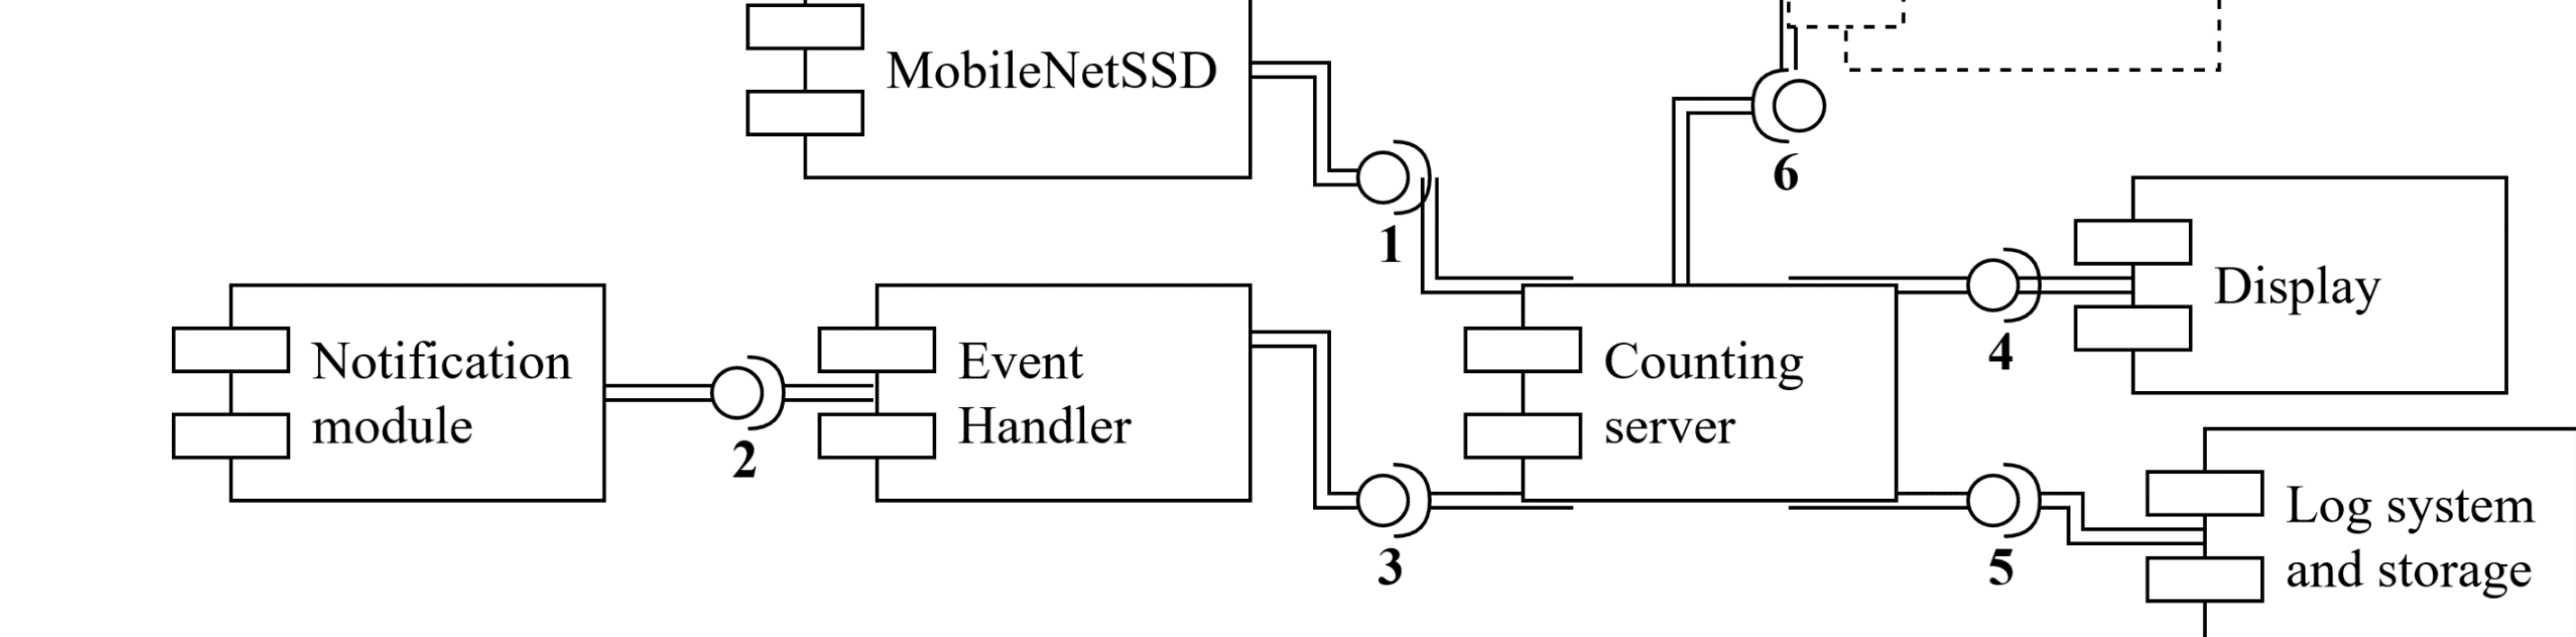 MobileNetSSD
6
1
Display
4
Notification
module
2
Event
Handler
Counting
server
3
5
Log system
and storage